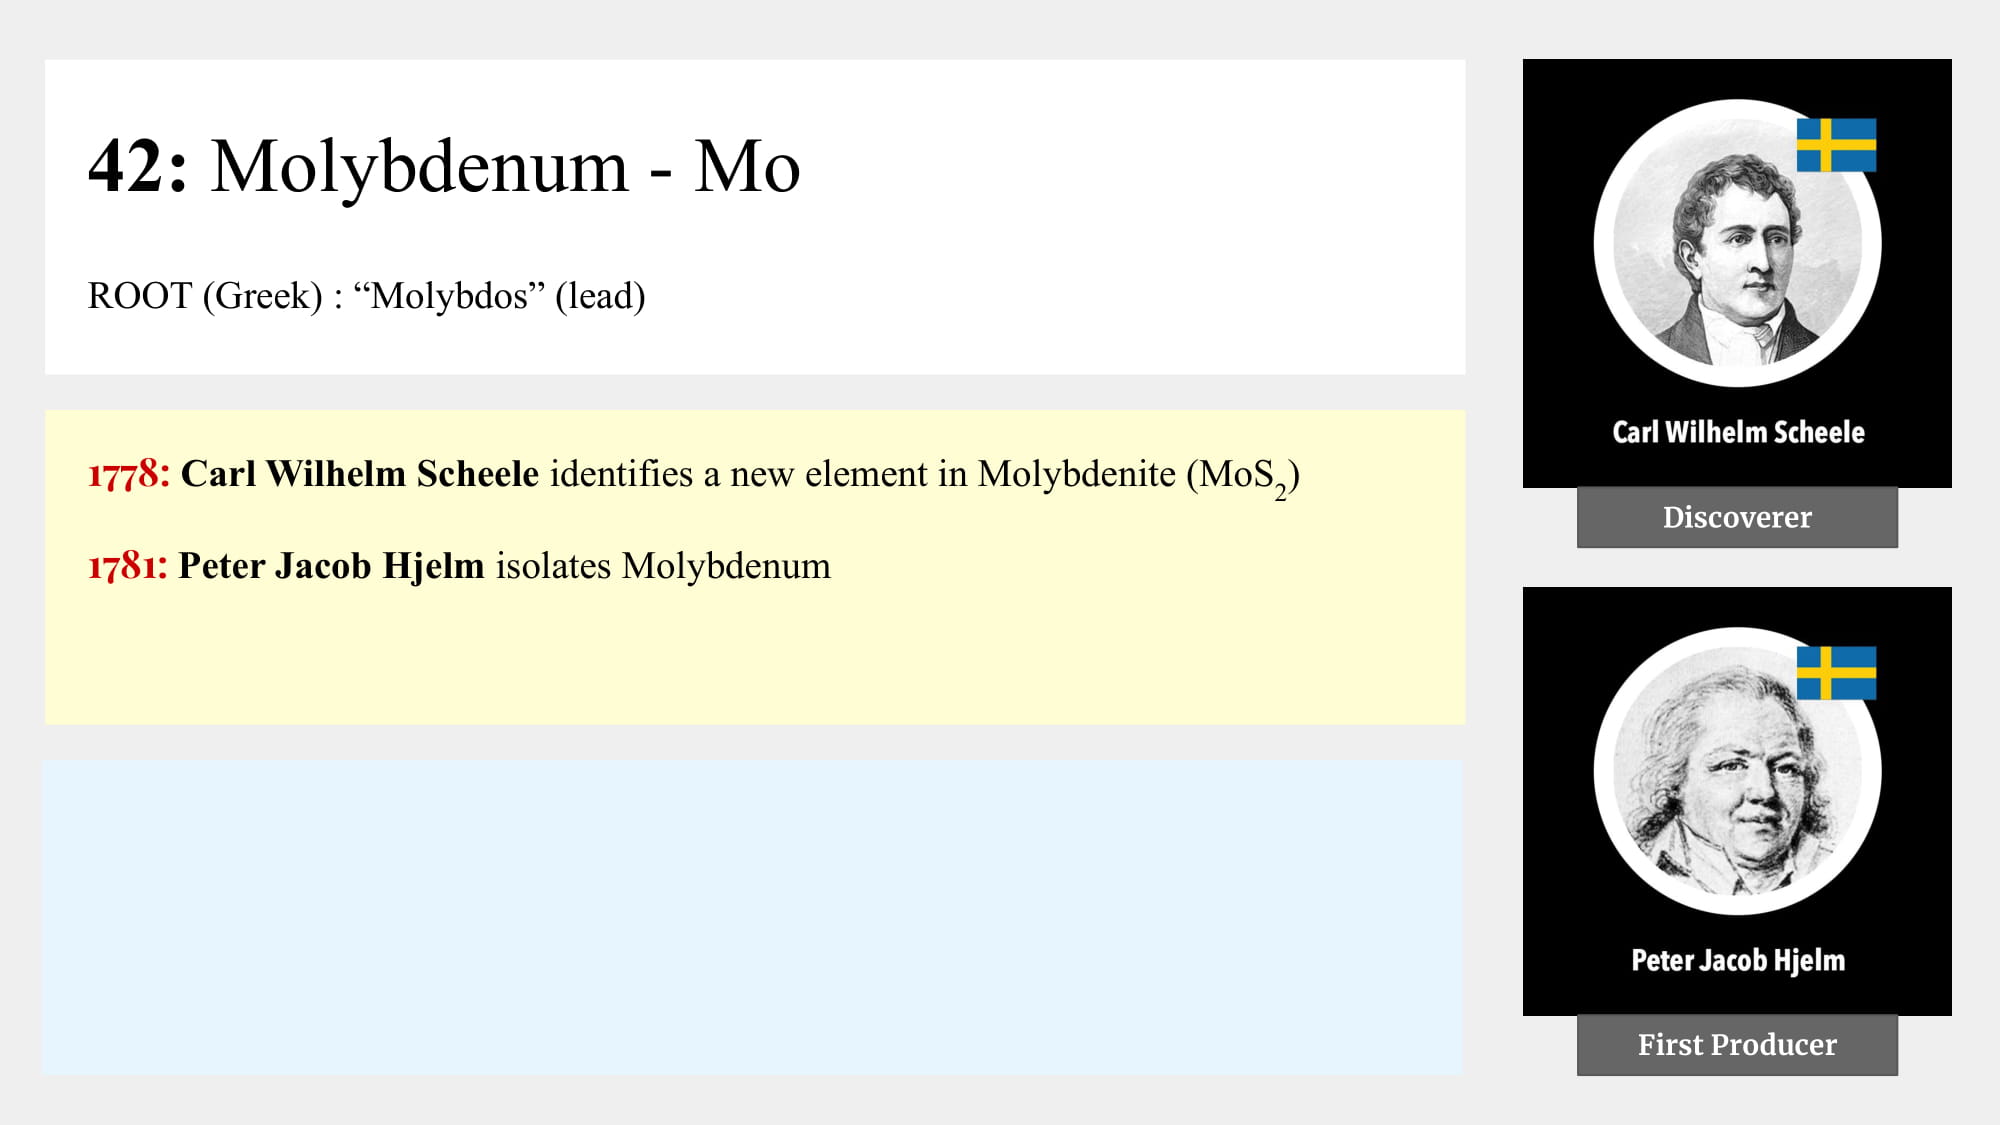 42: Molybdenum - Mo
ROOT (Greek) : “Molybdos” (lead)
1778: Carl Wilhelm Scheele identifies a new element in Molybdenite (MoS₂)
1781: Peter Jacob Hjelm isolates Molybdenum
Carl Wilhelm Scheele
Discoverer
Peter Jacob Hjelm
First Producer